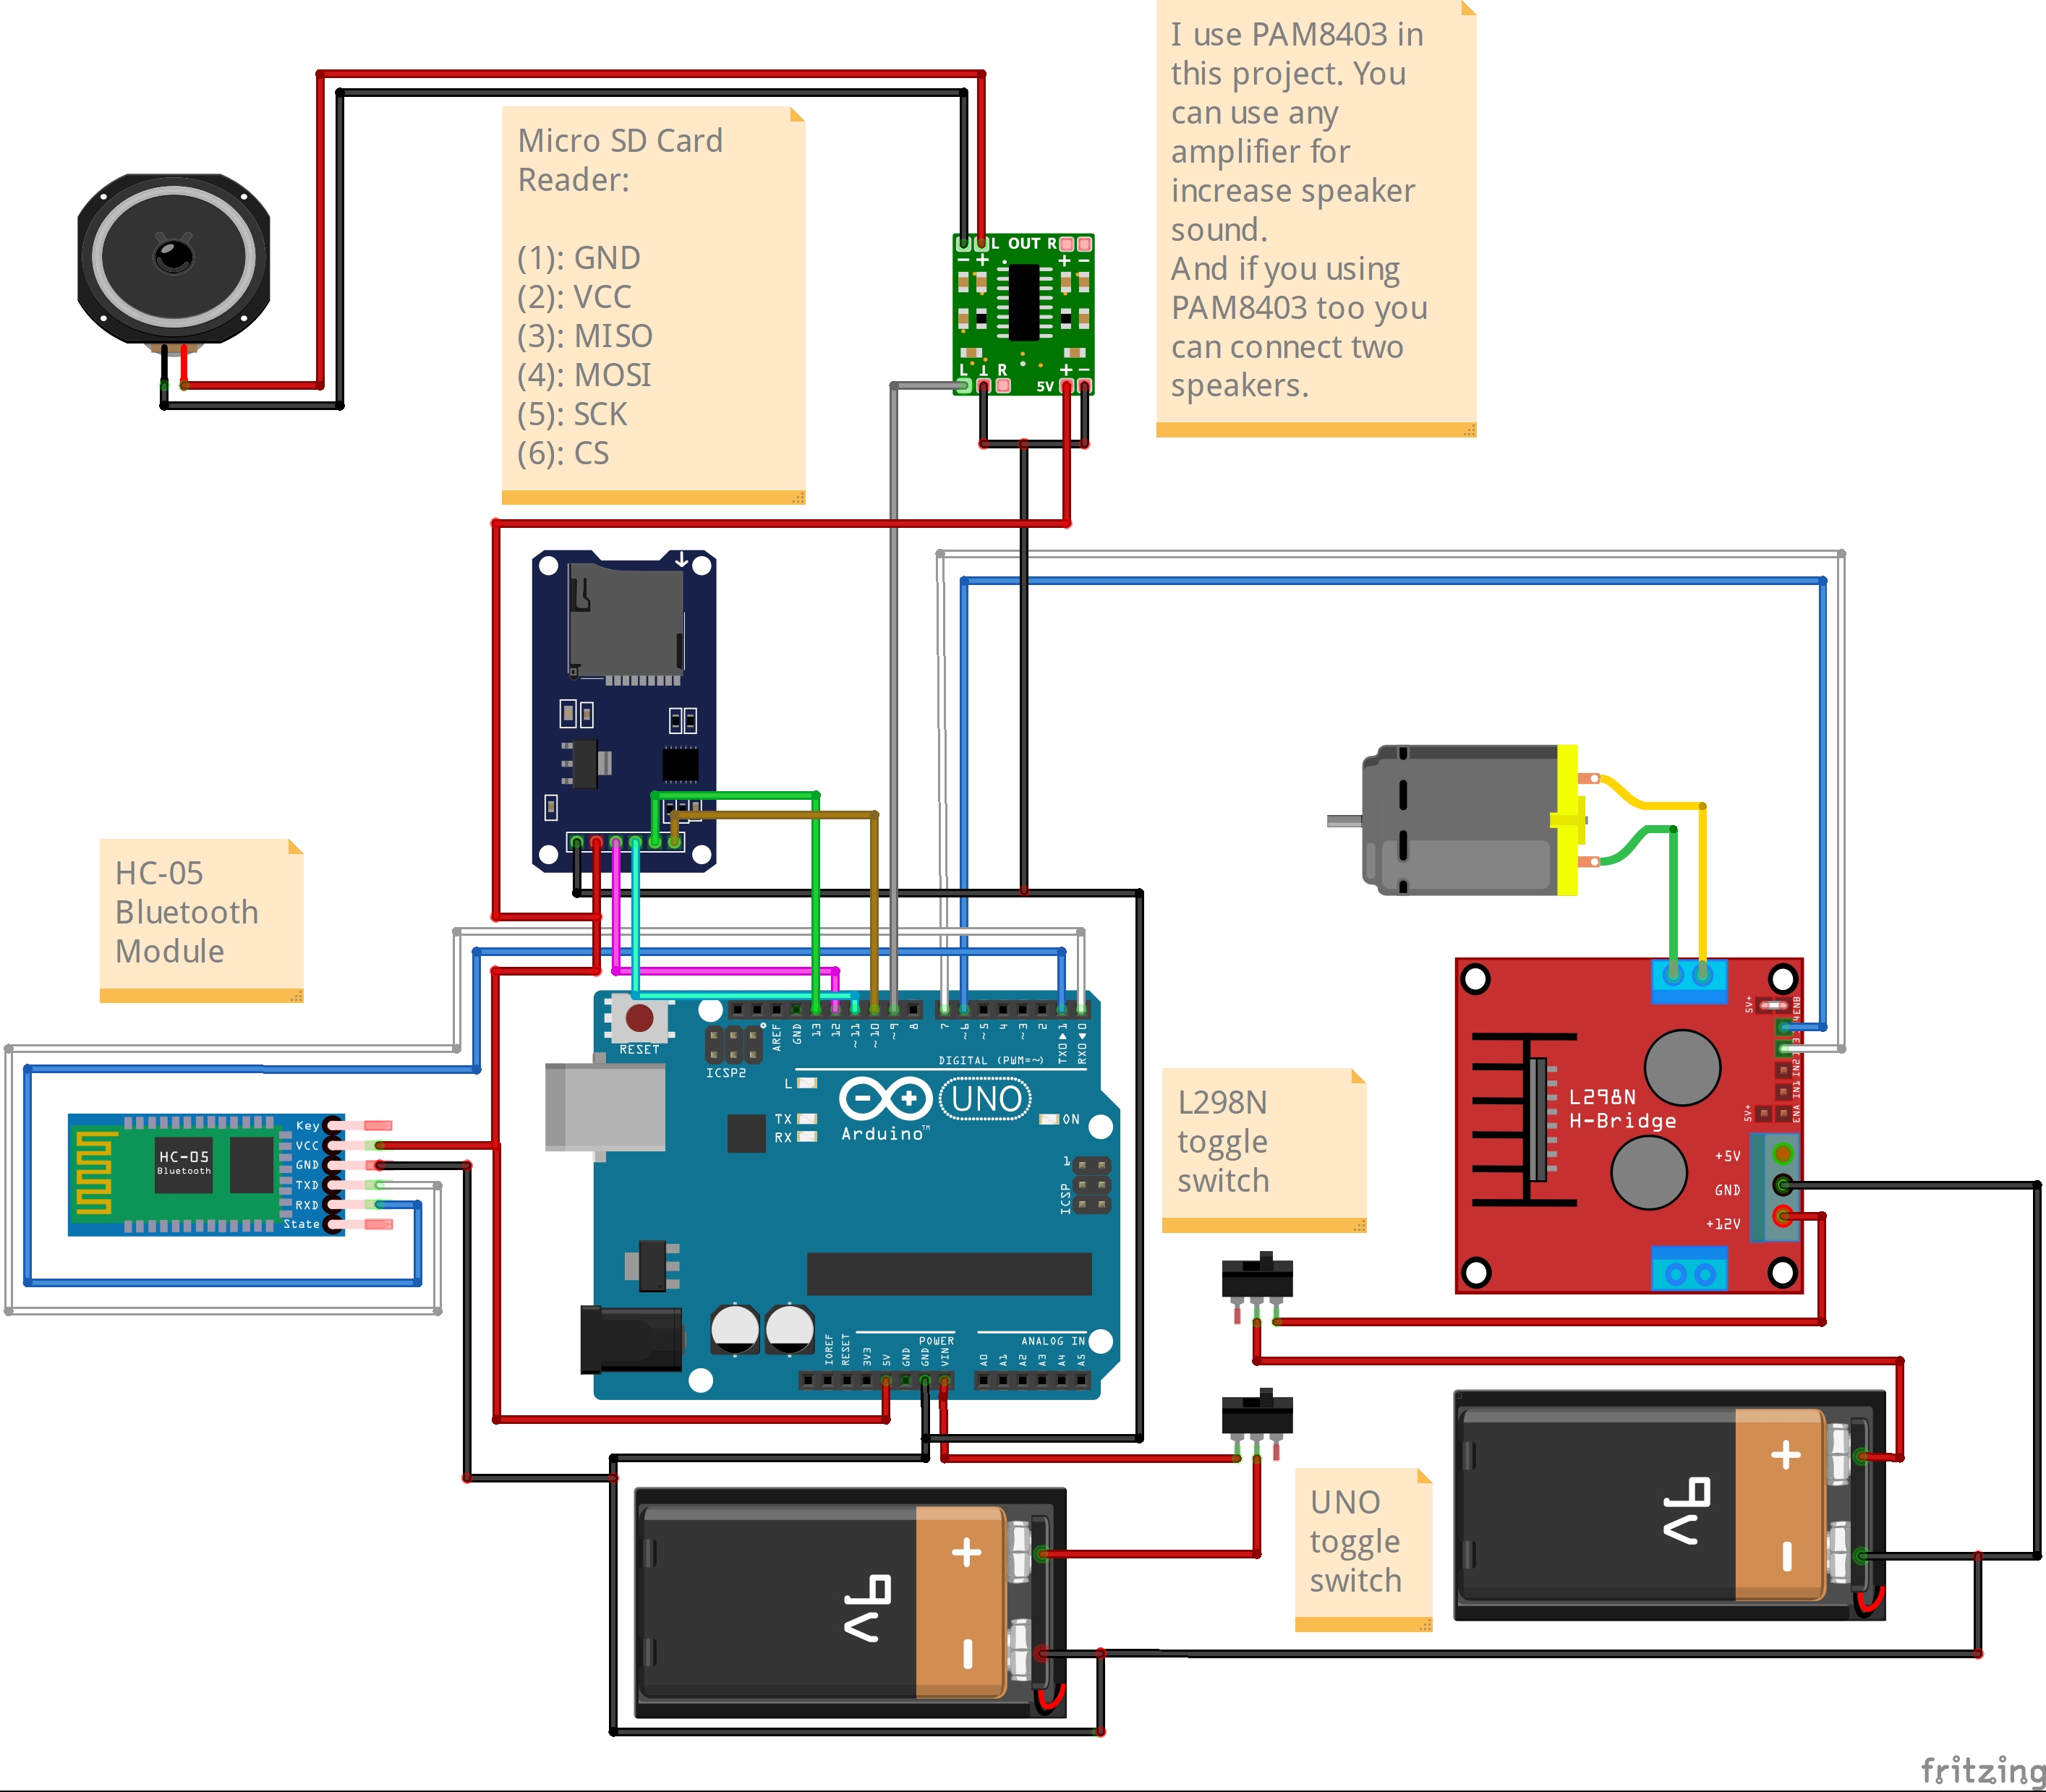 I use PAM8403 in
this project. You
can use any
amplifier for
increase speaker
sound.
And if you using
PAM8403 too you
can connect two
speakers.
Micro SD Card
Reader:
(1): GND
(2): VCC
(3): MISO
(4): MOSI
(5): SCK
(6): CS
L OUT R
− + + −
L ⊥ R 5V + −
HC-05
Bluetooth
Module
HC-05
Bluetooth
Key
VCC
GND
TXD
RXD
State
RESET
ICSP2
AREF
GND
13
12
~11
~10
~9
8
7
~6
~5
4
~3
2
TX0▶1
RX0◀0
DIGITAL (PWM=~)
L
TX
RX
UNO
ON
Arduino™
1
ICSP
IOREF
RESET
3V3
5V
GND
GND
VIN
POWER
ANALOG IN
A0
A1
A2
A3
A4
A5
L298N
toggle
switch
L298N
H-Bridge
5V+
ENB
IN2
IN1
ENA
5V+
+5V
GND
+12V
UNO
toggle
switch
+
9V
−
+
9V
−
fritzing